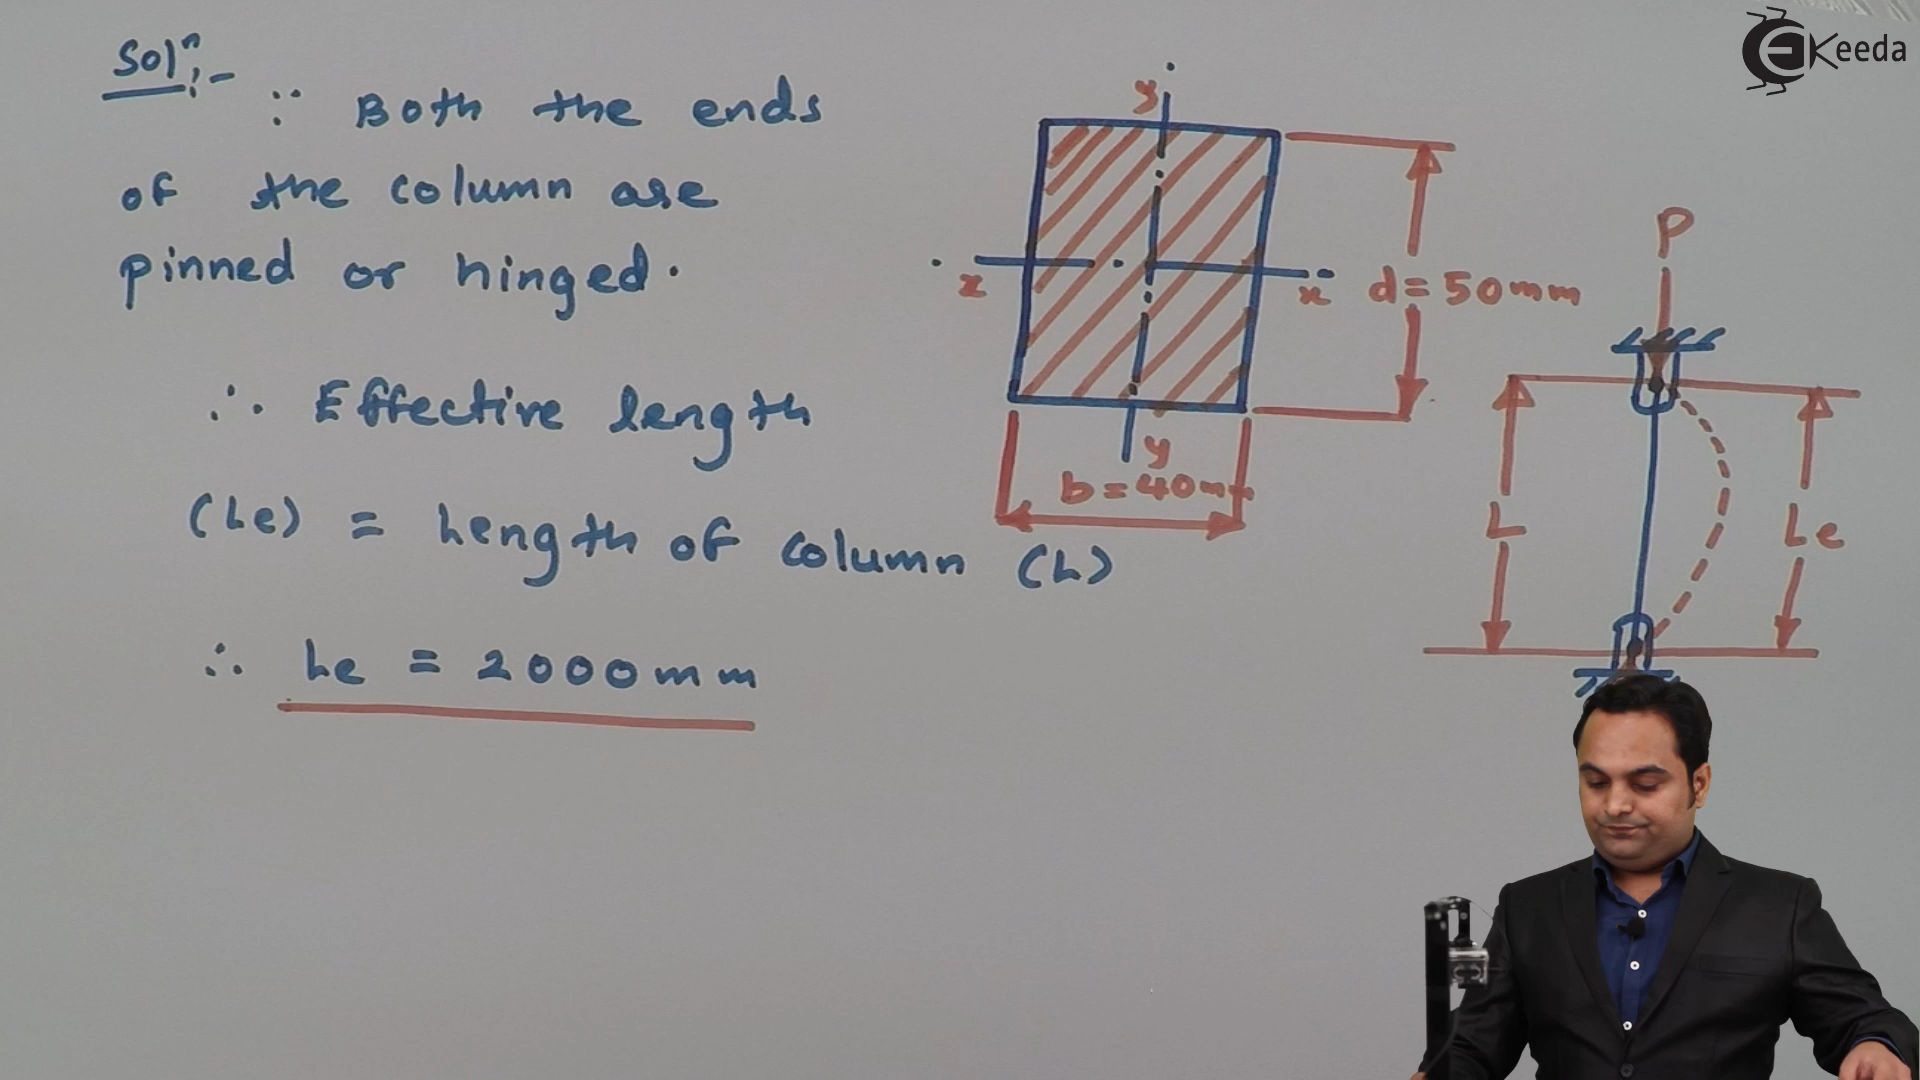 Solⁿ:-
∵ Both the ends
of the column are
pinned or hinged.
∴ Effective length
(Le) = Length of column (L)
∴ Le = 2000mm
y
x
x
d = 50mm
y
b = 40mm
P
L
Le
eKeeda